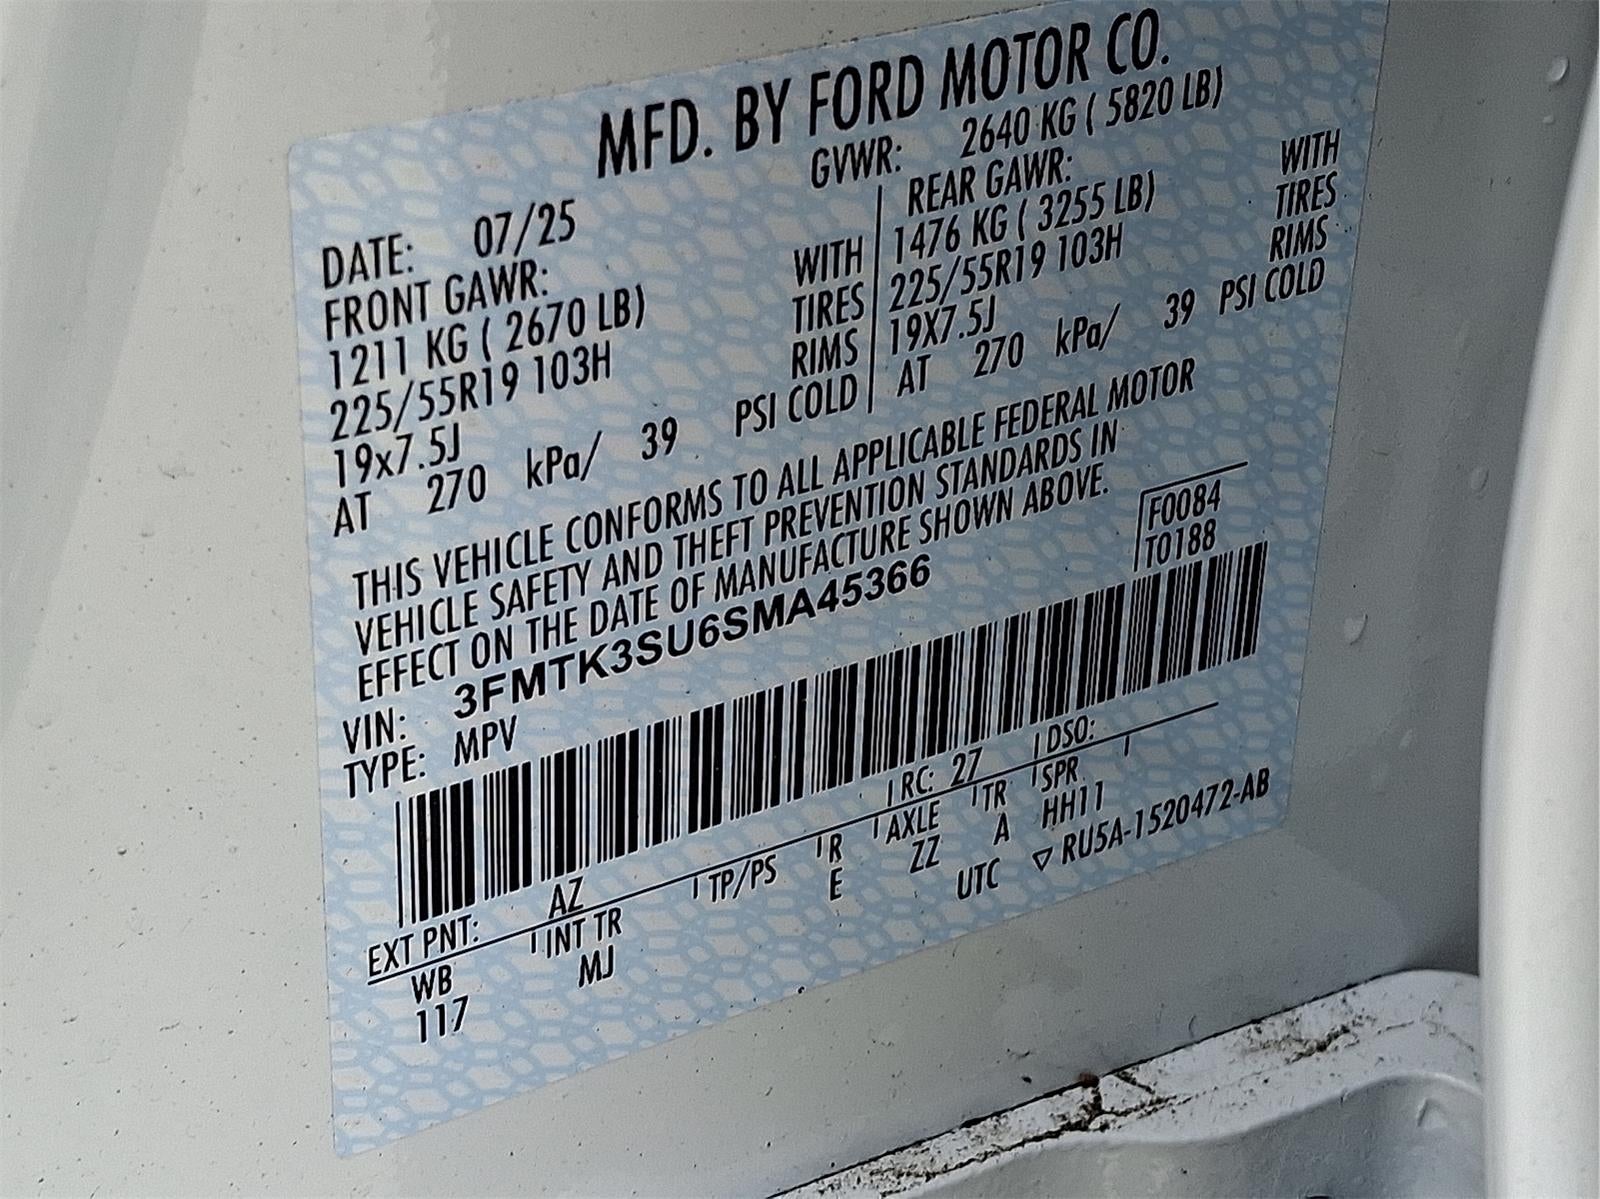 MFD. BY FORD MOTOR CO.
DATE: 07/25 GVWR: 2640 KG ( 5820 LB)
FRONT GAWR: REAR GAWR:
1211 KG ( 2670 LB) WITH 1476 KG ( 3255 LB) WITH
225/55R19 103H TIRES 225/55R19 103H TIRES
19x7.5J RIMS 19X7.5J RIMS
AT 270 kPa/ 39 PSI COLD AT 270 kPa/ 39 PSI COLD
THIS VEHICLE CONFORMS TO ALL APPLICABLE FEDERAL MOTOR
VEHICLE SAFETY AND THEFT PREVENTION STANDARDS IN
EFFECT ON THE DATE OF MANUFACTURE SHOWN ABOVE.
F0084
VIN: 3FMTK3SU6SMA45366 T0188
TYPE: MPV
EXT PNT: AZ RC: 27 DSO:
WB INT TR TP/PS R AXLE TR SPR
117 MJ E ZZ A HH11
UTC ▽ RU5A-1520472-AB